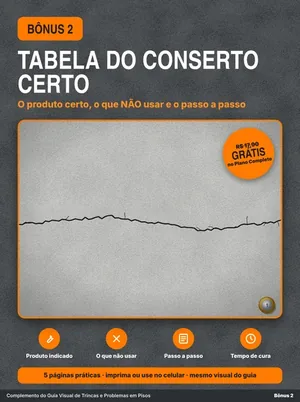 BÔNUS 2
TABELA DO CONSERTO
CERTO
O produto certo, o que NÃO usar e o passo a passo
R$ 17,90
GRÁTIS
no Plano Completo
Produto indicado
O que não usar
Passo a passo
Tempo de cura
5 páginas práticas · imprima ou use no celular · mesmo visual do guia
Complemento do Guia Visual de Trincas e Problemas em Pisos
Bônus 2